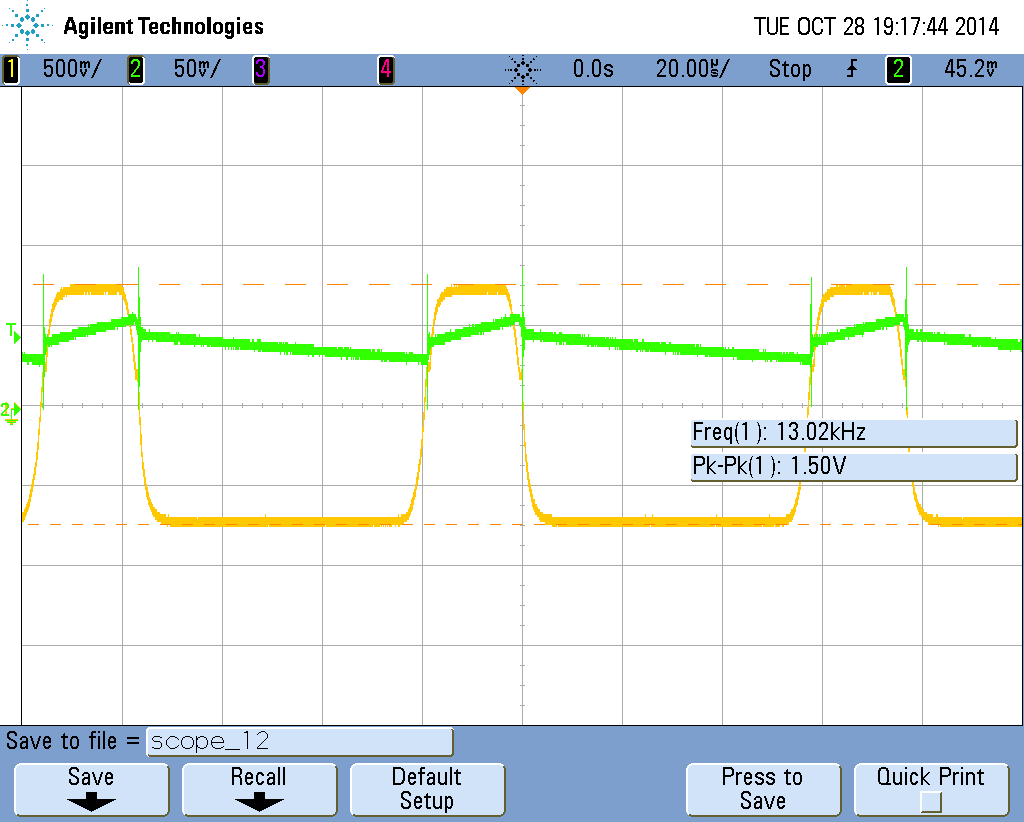 Agilent Technologies TUE OCT 28 19:17:44 2014
1 500mV/ 2 50mV/ 3 4 0.0s 20.00µs/ Stop 2 45.2mV
T
2
Freq(1): 13.02kHz
Pk-Pk(1): 1.50V
Save to file = scope_12
Save Recall Default Setup Press to Save Quick Print